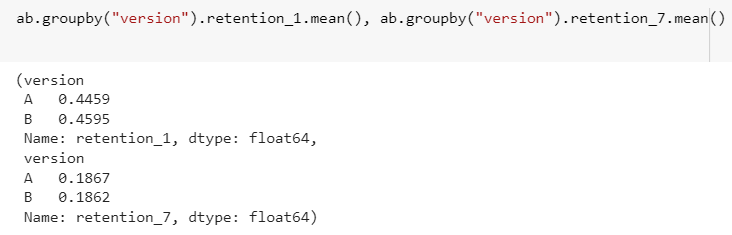 ab.groupby("version").retention_1.mean(), ab.groupby("version").retention_7.mean()
(version
A   0.4459
B   0.4595
Name: retention_1, dtype: float64,
version
A   0.1867
B   0.1862
Name: retention_7, dtype: float64)